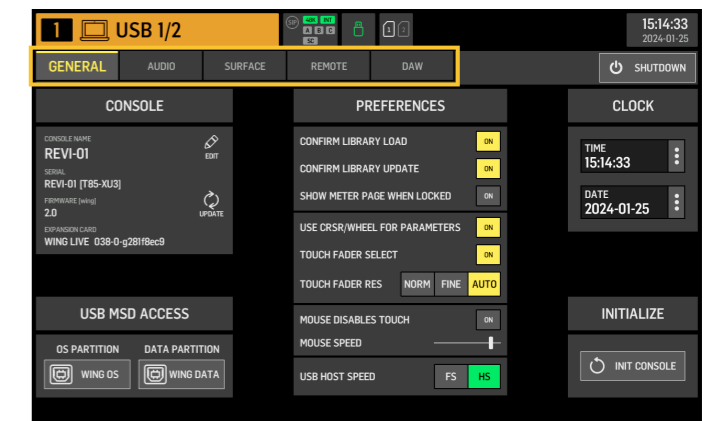 1 USB 1/2
SIP 48K INT
A B C
SC
1 2
15:14:33
2024-01-25
GENERAL AUDIO SURFACE REMOTE DAW
SHUTDOWN
CONSOLE
CONSOLE NAME
REVI-01
EDIT
SERIAL
REVI-01 [T85-XU3]
FIRMWARE [wing]
2.0
UPDATE
EXPANSION CARD
WING LIVE 038-0-g281f8ec9
USB MSD ACCESS
OS PARTITION DATA PARTITION
WING OS WING DATA
PREFERENCES
CONFIRM LIBRARY LOAD ON
CONFIRM LIBRARY UPDATE ON
SHOW METER PAGE WHEN LOCKED ON
USE CRSR/WHEEL FOR PARAMETERS ON
TOUCH FADER SELECT ON
TOUCH FADER RES NORM FINE AUTO
MOUSE DISABLES TOUCH ON
MOUSE SPEED
USB HOST SPEED FS HS
CLOCK
TIME
15:14:33
DATE
2024-01-25
INITIALIZE
INIT CONSOLE